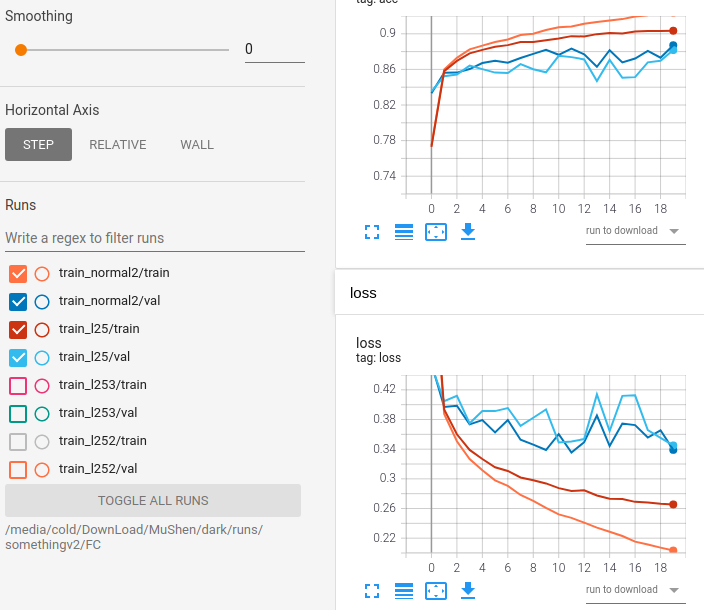 Smoothing
0
Horizontal Axis
STEP RELATIVE WALL
Runs
Write a regex to filter runs
train_normal2/train
train_normal2/val
train_l25/train
train_l25/val
train_l253/train
train_l253/val
train_l252/train
train_l252/val
TOGGLE ALL RUNS
/media/cold/DownLoad/MuShen/dark/runs/
somethingv2/FC
tag: acc
0.9
0.86
0.82
0.78
0.74
0 2 4 6 8 10 12 14 16 18
run to download
loss
loss
tag: loss
0.42
0.38
0.34
0.3
0.26
0.22
0 2 4 6 8 10 12 14 16 18
run to download